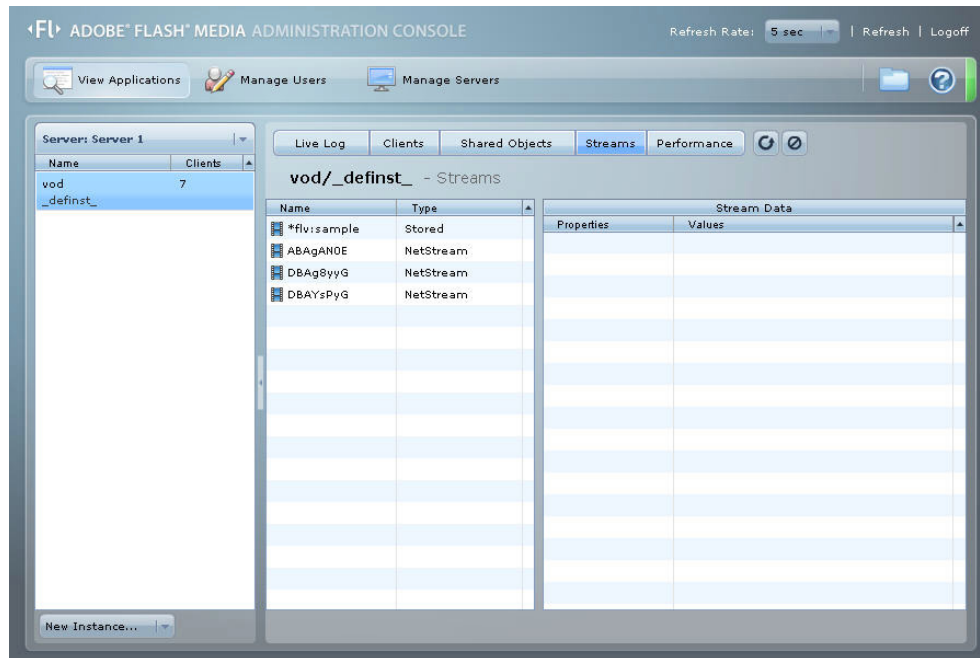 Fl ADOBE® FLASH® MEDIA ADMINISTRATION CONSOLE
Refresh Rate: 5 sec | Refresh | Logoff
View Applications Manage Users Manage Servers
Server: Server 1
Name Clients
vod 7
_definst_
New Instance...
Live Log Clients Shared Objects Streams Performance
vod/_definst_ - Streams
Name Type
*flv:sample Stored
ABAgAN0E NetStream
DBAg8yyG NetStream
DBAYsPyG NetStream
Stream Data
Properties Values